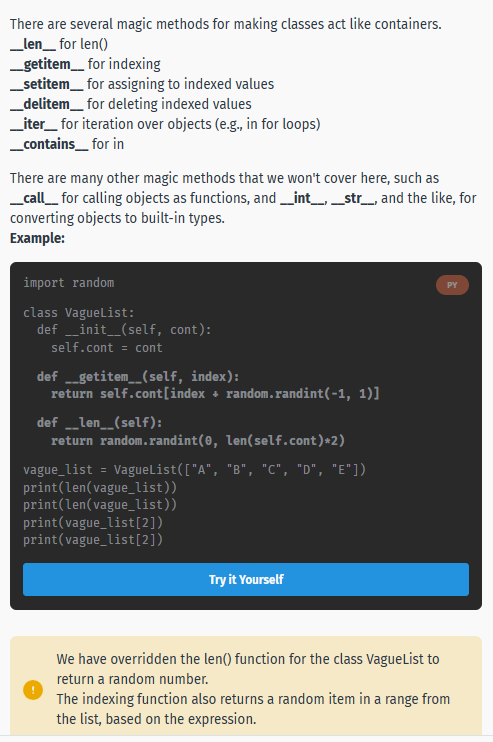 There are several magic methods for making classes act like containers.
__len__ for len()
__getitem__ for indexing
__setitem__ for assigning to indexed values
__delitem__ for deleting indexed values
__iter__ for iteration over objects (e.g., in for loops)
__contains__ for in
There are many other magic methods that we won't cover here, such as
__call__ for calling objects as functions, and __int__, __str__, and the like, for
converting objects to built-in types.
Example:
PY
import random
class VagueList:
  def __init__(self, cont):
    self.cont = cont
  def __getitem__(self, index):
    return self.cont[index + random.randint(-1, 1)]
  def __len__(self):
    return random.randint(0, len(self.cont)*2)
vague_list = VagueList(["A", "B", "C", "D", "E"])
print(len(vague_list))
print(len(vague_list))
print(vague_list[2])
print(vague_list[2])
Try it Yourself
We have overridden the len() function for the class VagueList to
return a random number.
The indexing function also returns a random item in a range from
the list, based on the expression.